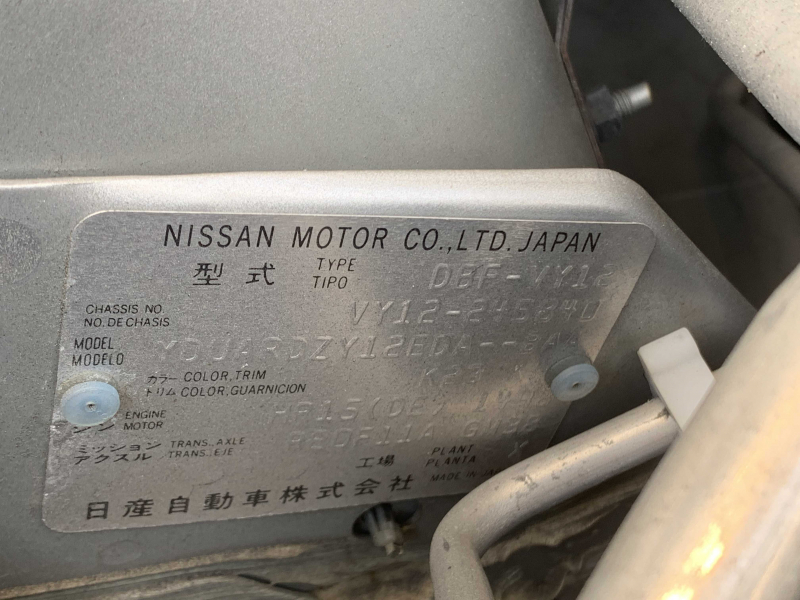 NISSAN MOTOR CO.,LTD. JAPAN
型式 TYPE TIPO DBF-VY12
CHASSIS NO.
NO. DE CHASIS
MODEL
MODELO
カラー COLOR, TRIM K23
トリム COLOR, GUARNICION
ENGINE HR15(DE)
MOTOR
ミッション TRANS., AXLE
アクスル TRANS., EJE
工場 PLANT PLANTA
MADE IN
日産自動車株式会社